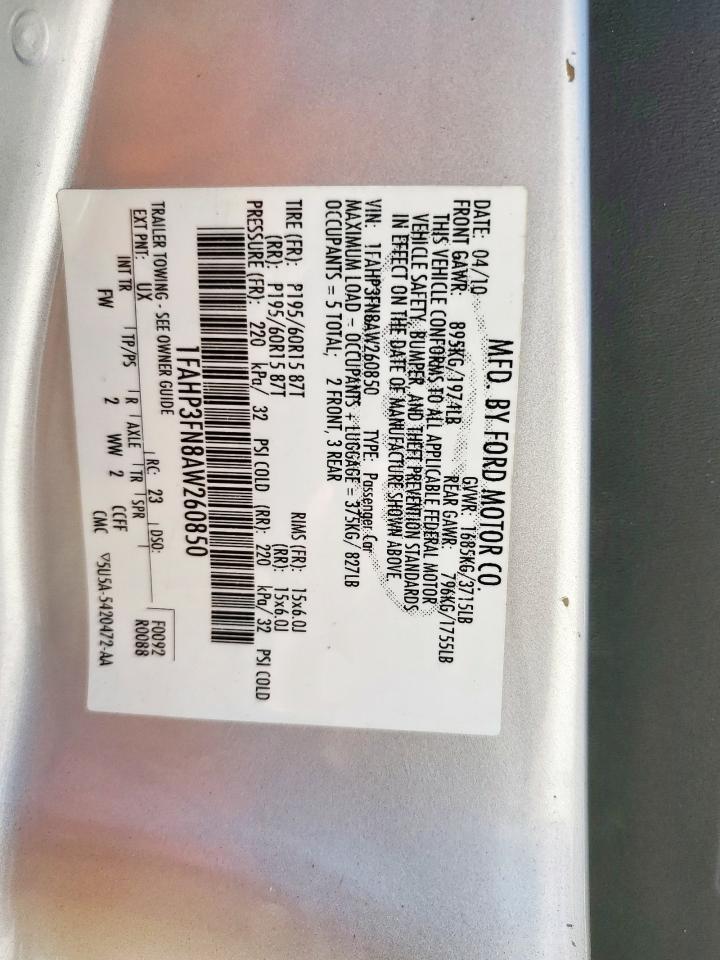 MFD. BY FORD MOTOR CO.
DATE: 04/10 GVWR: 1685KG/3715LB
FRONT GAWR: 895KG/1974LB REAR GAWR: 796KG/1755LB
THIS VEHICLE CONFORMS TO ALL APPLICABLE FEDERAL MOTOR
VEHICLE SAFETY, BUMPER, AND THEFT PREVENTION STANDARDS
IN EFFECT ON THE DATE OF MANUFACTURE SHOWN ABOVE.
VIN: 1FAHP3FN8AW260850 TYPE: Passenger Car
MAXIMUM LOAD = OCCUPANTS + LUGGAGE = 375KG/ 827LB
OCCUPANTS = 5 TOTAL; 2 FRONT, 3 REAR
TIRE (FR): P195/60R15 87T RIMS (FR): 15x6.0J
(RR): P195/60R15 87T (RR): 15x6.0J
PRESSURE (FR): 220 kPa/ 32 PSI COLD (RR): 220 kPa/ 32 PSI COLD
1FAHP3FN8AW260850
TRAILER TOWING - SEE OWNER GUIDE
EXT PNT: UX RC: 23 DSO: F0092
R0088
INT TR TP/PS R AXLE TR SPR
FW 2 WW 2 CCFF
CMC 5U5A-5420472-AA